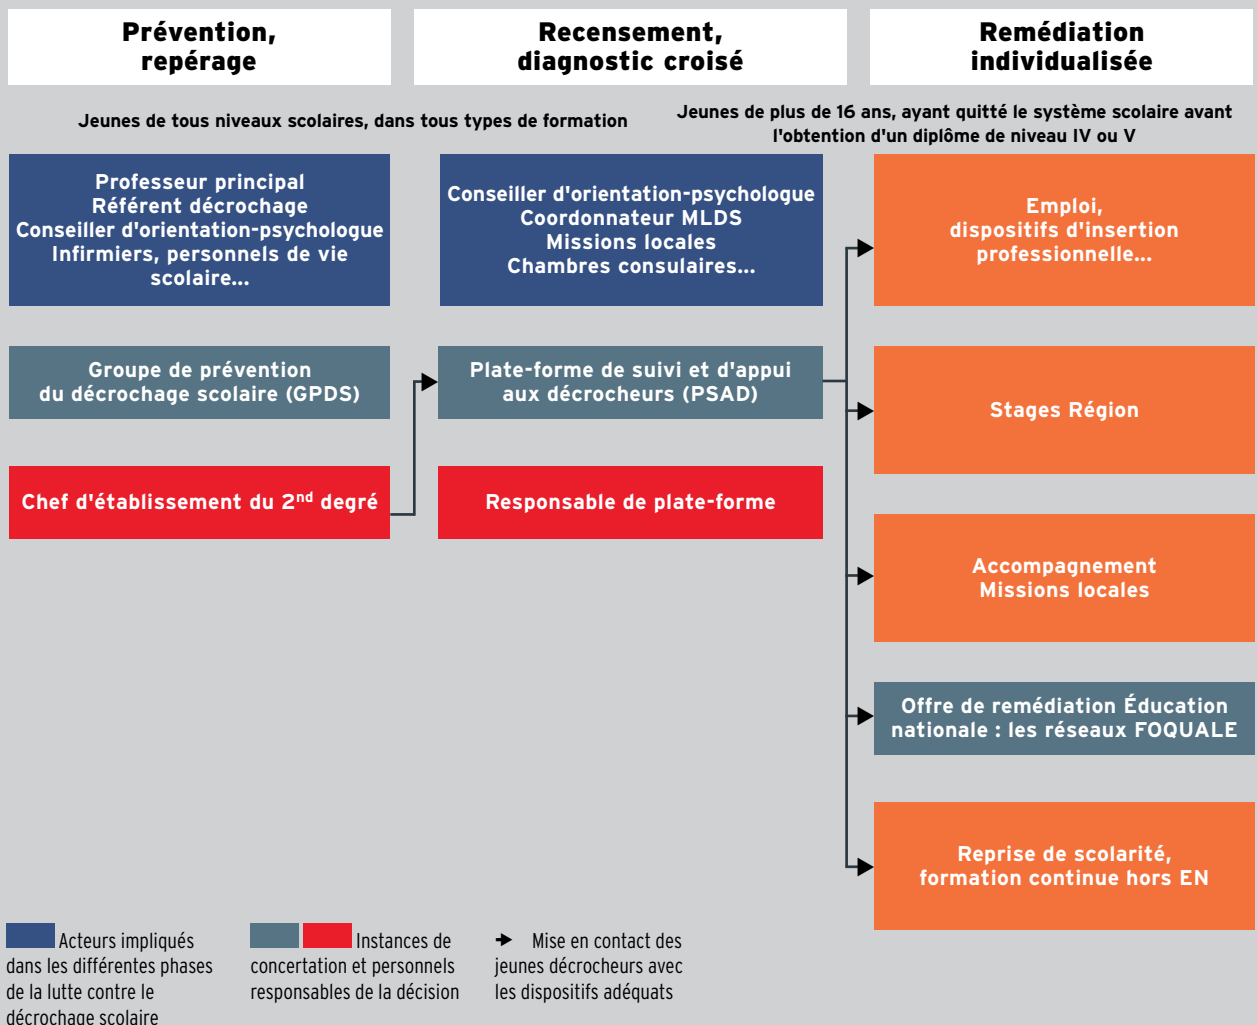 Prévention,
repérage
Recensement,
diagnostic croisé
Remédiation
individualisée
Jeunes de tous niveaux scolaires, dans tous types de formation
Jeunes de plus de 16 ans, ayant quitté le système scolaire avant
l'obtention d'un diplôme de niveau IV ou V
Professeur principal
Référent décrochage
Conseiller d'orientation-psychologue
Infirmiers, personnels de vie
scolaire...
Conseiller d'orientation-psychologue
Coordonnateur MLDS
Missions locales
Chambres consulaires...
Emploi,
dispositifs d'insertion
professionnelle...
Groupe de prévention
du décrochage scolaire (GPDS)
Plate-forme de suivi et d'appui
aux décrocheurs (PSAD)
Stages Région
Chef d'établissement du 2nd degré
Responsable de plate-forme
Accompagnement
Missions locales
Offre de remédiation Éducation
nationale : les réseaux FOQUALE
Reprise de scolarité,
formation continue hors EN
Acteurs impliqués
dans les différentes phases
de la lutte contre le
décrochage scolaire
Instances de
concertation et personnels
responsables de la décision
Mise en contact des
jeunes décrocheurs avec
les dispositifs adéquats